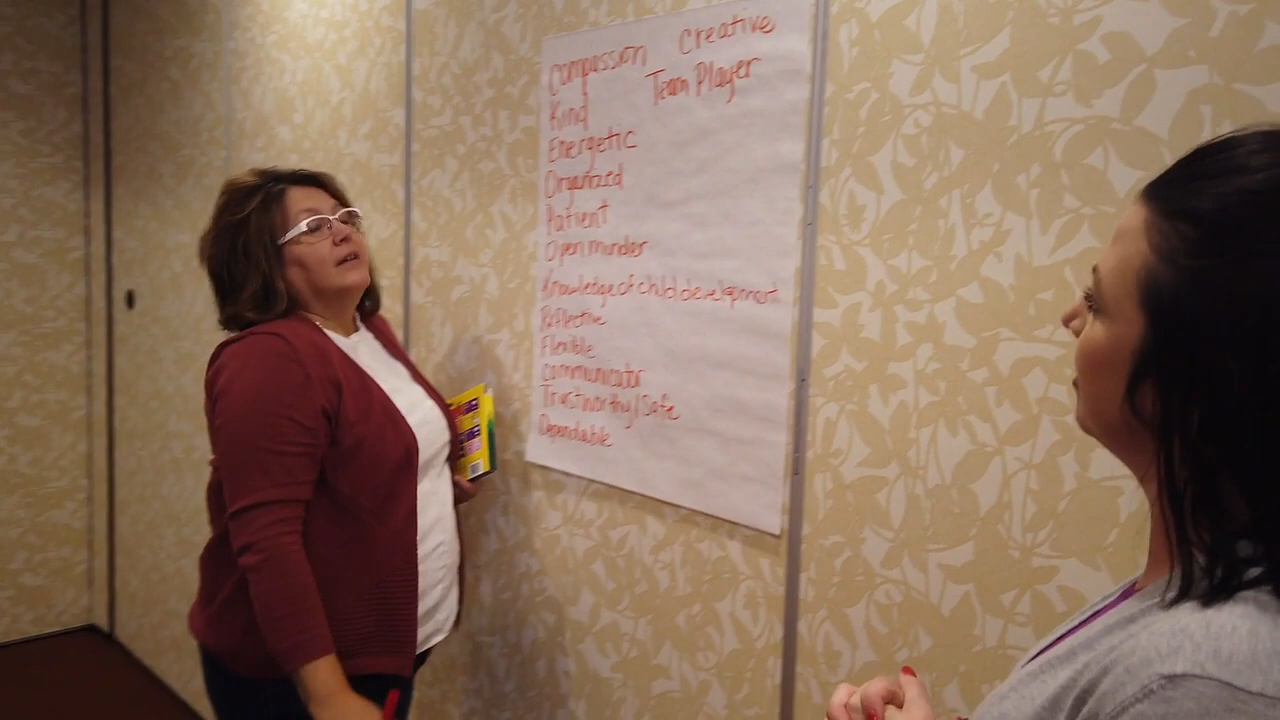 Compassion Creative
Kind Team Player
Energetic
Organized
Patient
Open minder
Knowledge of child development
Reflective
Flexible
Communicator
Trustworthy/Safe
Dependable